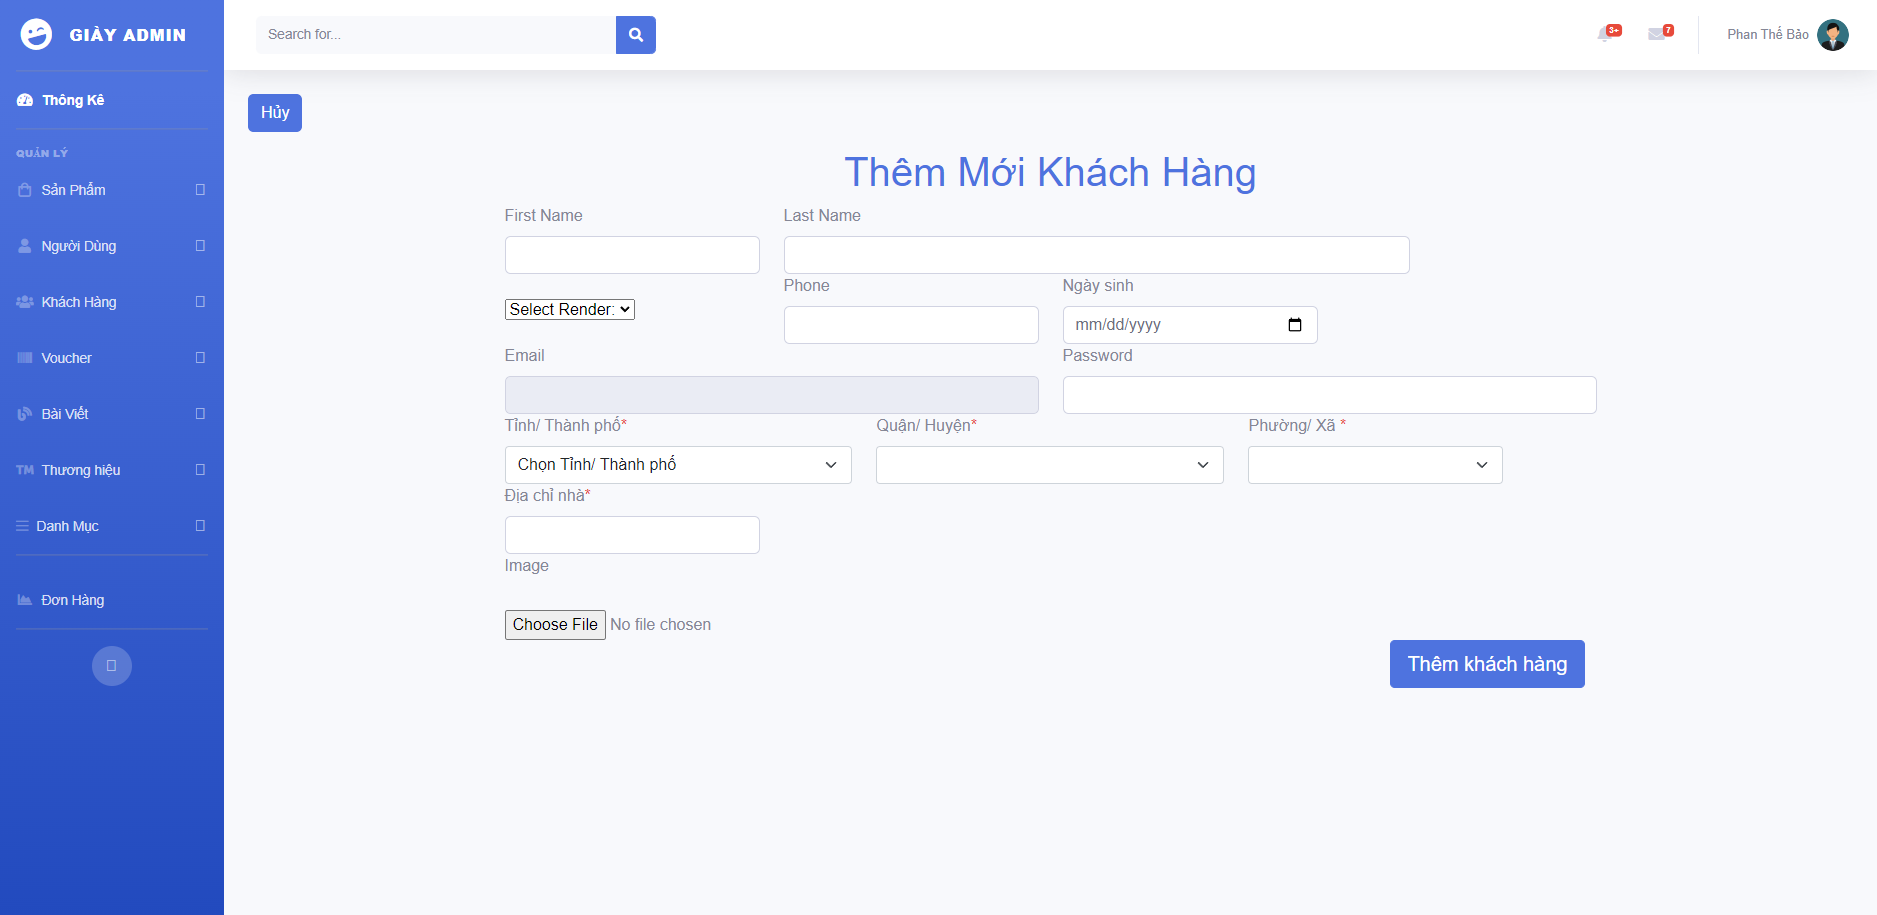 GIÀY ADMIN
Search for...
3+
7
Phan Thế Bảo
Thông Kê
QUẢN LÝ
Sản Phẩm
Người Dùng
Khách Hàng
Voucher
Bài Viết
TM Thương hiệu
Danh Mục
Đơn Hàng
Hủy
Thêm Mới Khách Hàng
First Name
Last Name
Select Render:
Phone
Ngày sinh
mm/dd/yyyy
Email
Password
Tỉnh/ Thành phố*
Quận/ Huyện*
Phường/ Xã *
Chọn Tỉnh/ Thành phố
Địa chỉ nhà*
Image
Choose File No file chosen
Thêm khách hàng